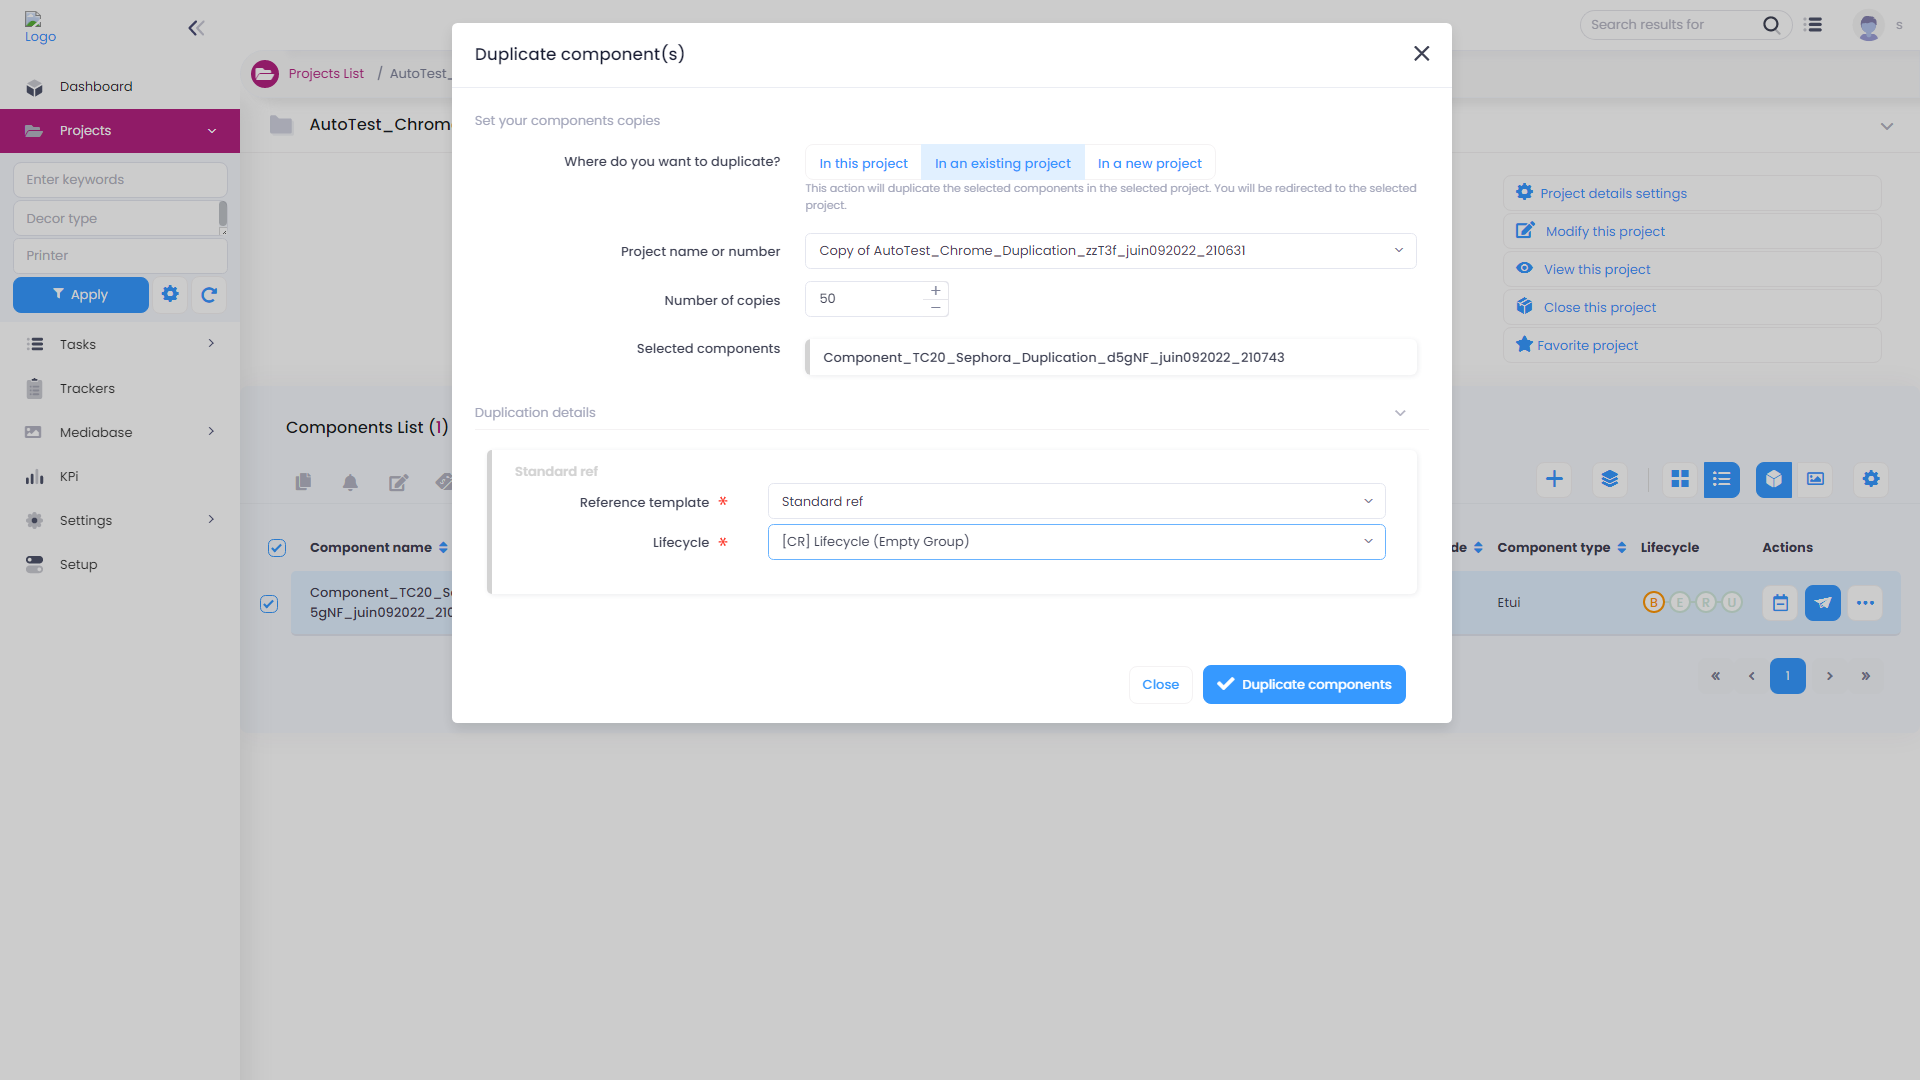 Logo
Search results for
s
Dashboard
Projects
Enter keywords
Decor type
Printer
Apply
Tasks
Trackers
Mediabase
KPi
Settings
Setup
Projects List / AutoTest_
AutoTest_Chrom
Project details settings
Modify this project
View this project
Close this project
Favorite project
Components List (1)
Component name
de
Component type
Lifecycle
Actions
Component_TC20_S
5gNF_juin092022_210
Etui
B E R U
« ‹ 1 › »
Duplicate component(s)
Set your components copies
Where do you want to duplicate?
In this project
In an existing project
In a new project
This action will duplicate the selected components in the selected project. You will be redirected to the selected
project.
Project name or number
Copy of AutoTest_Chrome_Duplication_zzT3f_juin092022_210631
Number of copies
50
Selected components
Component_TC20_Sephora_Duplication_d5gNF_juin092022_210743
Duplication details
Standard ref
Reference template *
Standard ref
Lifecycle *
[CR] Lifecycle (Empty Group)
Close
Duplicate components